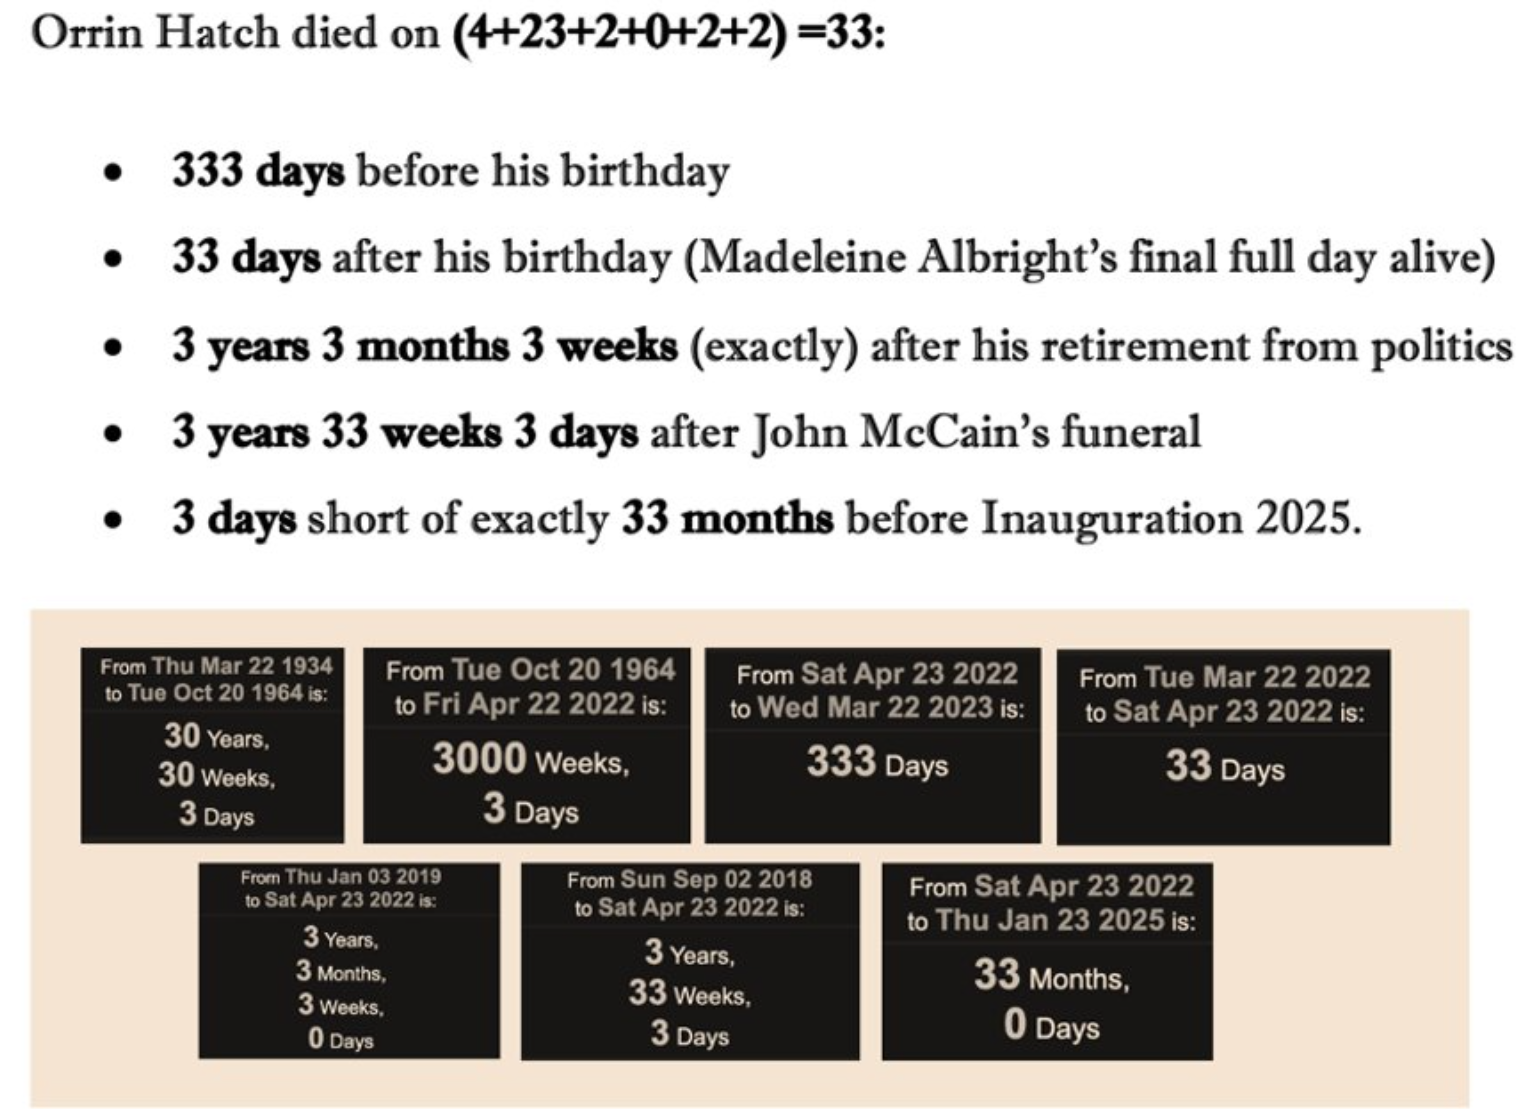 Orrin Hatch died on (4+23+2+0+2+2) =33:
• 333 days before his birthday
• 33 days after his birthday (Madeleine Albright’s final full day alive)
• 3 years 3 months 3 weeks (exactly) after his retirement from politics
• 3 years 33 weeks 3 days after John McCain’s funeral
• 3 days short of exactly 33 months before Inauguration 2025.
From Thu Mar 22 1934
to Tue Oct 20 1964 is:
30 Years,
30 Weeks,
3 Days
From Tue Oct 20 1964
to Fri Apr 22 2022 is:
3000 Weeks,
3 Days
From Sat Apr 23 2022
to Wed Mar 22 2023 is:
333 Days
From Tue Mar 22 2022
to Sat Apr 23 2022 is:
33 Days
From Thu Jan 03 2019
to Sat Apr 23 2022 is:
3 Years,
3 Months,
3 Weeks,
0 Days
From Sun Sep 02 2018
to Sat Apr 23 2022 is:
3 Years,
33 Weeks,
3 Days
From Sat Apr 23 2022
to Thu Jan 23 2025 is:
33 Months,
0 Days